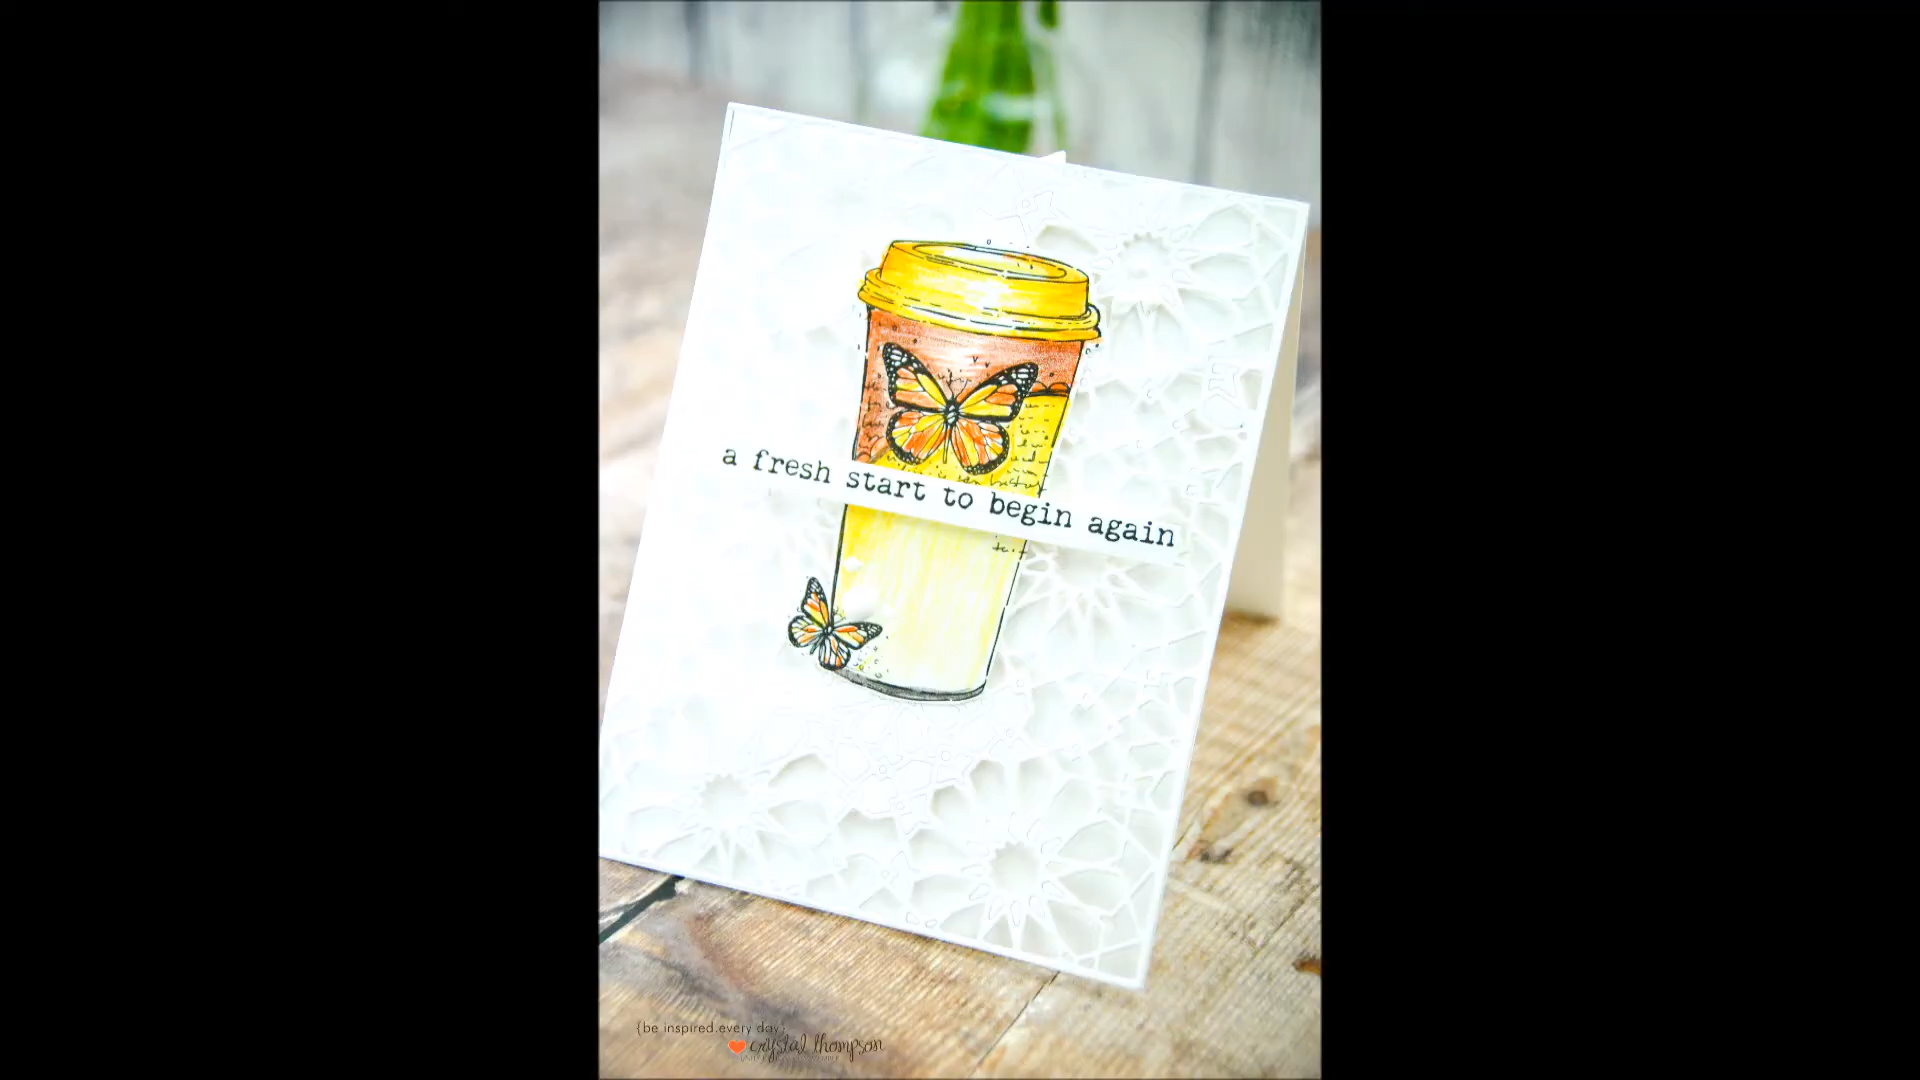 a fresh start to begin again
{be inspired.every day}
crystal thompson